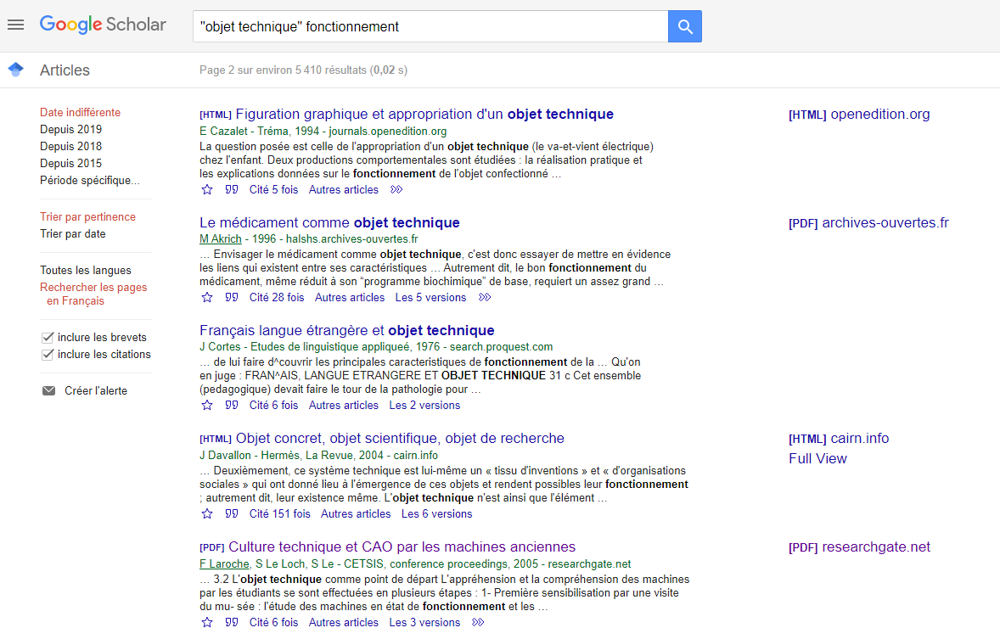 Google Scholar
"objet technique" fonctionnement
Articles
Page 2 sur environ 5 410 résultats (0,02 s)
Date indifférente
Depuis 2019
Depuis 2018
Depuis 2015
Période spécifique...
Trier par pertinence
Trier par date
Toutes les langues
Rechercher les pages
en Français
inclure les brevets
inclure les citations
Créer l'alerte
[HTML] Figuration graphique et appropriation d'un objet technique
E Cazalet - Tréma, 1994 - journals.openedition.org
La question posée est celle de l'appropriation d'un objet technique (le va-et-vient électrique)
chez l'enfant. Deux productions comportementales sont étudiées : la réalisation pratique et
les explications données sur le fonctionnement de l'objet confectionné …
Cité 5 fois Autres articles
[HTML] openedition.org
Le médicament comme objet technique
M Akrich - 1996 - halshs.archives-ouvertes.fr
… Envisager le médicament comme objet technique, c'est donc essayer de mettre en évidence
les liens qui existent entre ses caractéristiques … Autrement dit, le bon fonctionnement du
médicament, même réduit à son “programme biochimique” de base, requiert un assez grand …
Cité 28 fois Autres articles Les 5 versions
[PDF] archives-ouvertes.fr
Français langue étrangère et objet technique
J Cortes - Etudes de linguistique appliqueé, 1976 - search.proquest.com
… de lui faire d^couvrir les principales caracteristiques de fonctionnement de la … Qu'on
en juge : FRAN^AIS, LANGUE ETRANGERE ET OBJET TECHNIQUE 31 c Cet ensemble
(pedagogique) devait faire le tour de la pathologie pour …
Cité 6 fois Autres articles Les 2 versions
[HTML] Objet concret, objet scientifique, objet de recherche
J Davallon - Hermès, La Revue, 2004 - cairn.info
… Deuxièmement, ce système technique est lui-même un « tissu d'inventions » et « d'organisations
sociales » qui ont donné lieu à l'émergence de ces objets et rendent possibles leur fonctionnement
; autrement dit, leur existence même. L'objet technique n'est ainsi que l'élément …
Cité 151 fois Autres articles Les 6 versions
[HTML] cairn.info
Full View
[PDF] Culture technique et CAO par les machines anciennes
F Laroche, S Le Loch, S Le - CETSIS, conference proceedings, 2005 - researchgate.net
… 3.2 L'objet technique comme point de départ L'appréhension et la compréhension des machines
par les étudiants se sont effectuées en plusieurs étapes : 1- Première sensibilisation par une visite
du mu- sée : l'étude des machines en état de fonctionnement et les …
Cité 6 fois Autres articles Les 3 versions
[PDF] researchgate.net